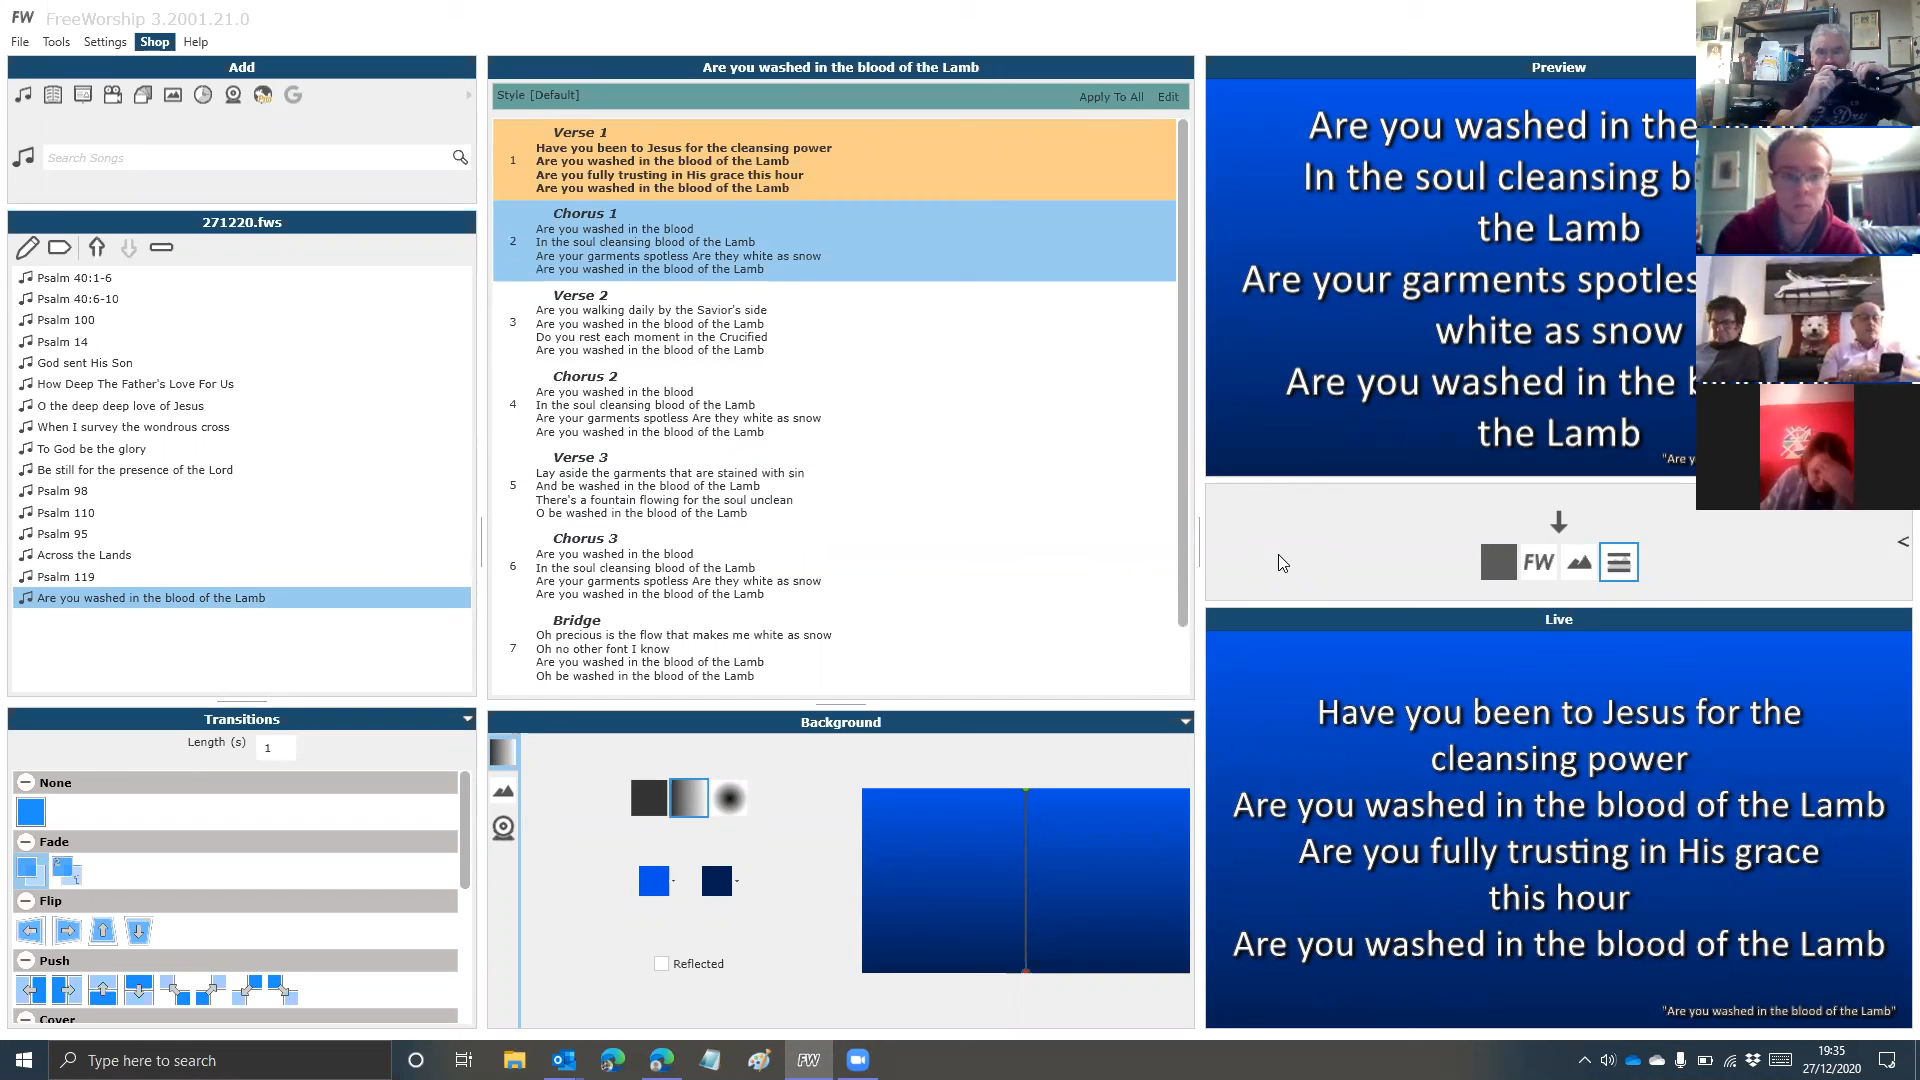 FW FreeWorship 3.2001.21.0
File Tools Settings Shop Help
Add
Search Songs
271220.fws
Psalm 40:1-6
Psalm 40:6-10
Psalm 100
Psalm 14
God sent His Son
How Deep The Father's Love For Us
O the deep deep love of Jesus
When I survey the wondrous cross
To God be the glory
Be still for the presence of the Lord
Psalm 98
Psalm 110
Psalm 95
Across the Lands
Psalm 119
Are you washed in the blood of the Lamb
Transitions
Length (s) 1
None
Fade
Flip
Push
Cover
Are you washed in the blood of the Lamb
Style [Default] Apply To All Edit
Verse 1
Have you been to Jesus for the cleansing power
1 Are you washed in the blood of the Lamb
Are you fully trusting in His grace this hour
Are you washed in the blood of the Lamb
Chorus 1
Are you washed in the blood
2 In the soul cleansing blood of the Lamb
Are your garments spotless Are they white as snow
Are you washed in the blood of the Lamb
Verse 2
Are you walking daily by the Savior's side
3 Are you washed in the blood of the Lamb
Do you rest each moment in the Crucified
Are you washed in the blood of the Lamb
Chorus 2
Are you washed in the blood
4 In the soul cleansing blood of the Lamb
Are your garments spotless Are they white as snow
Are you washed in the blood of the Lamb
Verse 3
Lay aside the garments that are stained with sin
5 And be washed in the blood of the Lamb
There's a fountain flowing for the soul unclean
O be washed in the blood of the Lamb
Chorus 3
Are you washed in the blood
6 In the soul cleansing blood of the Lamb
Are your garments spotless Are they white as snow
Are you washed in the blood of the Lamb
Bridge
Oh precious is the flow that makes me white as snow
7 Oh no other font I know
Are you washed in the blood of the Lamb
Oh be washed in the blood of the Lamb
Background
Reflected
Preview
Are you washed in the
In the soul cleansing
the Lamb
Are your garments
white as snow
Are you washed in the
the Lamb
"Are
FW
<
Live
Have you been to Jesus for the
cleansing power
Are you washed in the blood of the Lamb
Are you fully trusting in His grace
this hour
Are you washed in the blood of the Lamb
"Are you washed in the blood of the Lamb"
Type here to search
FW
19:35
27/12/2020